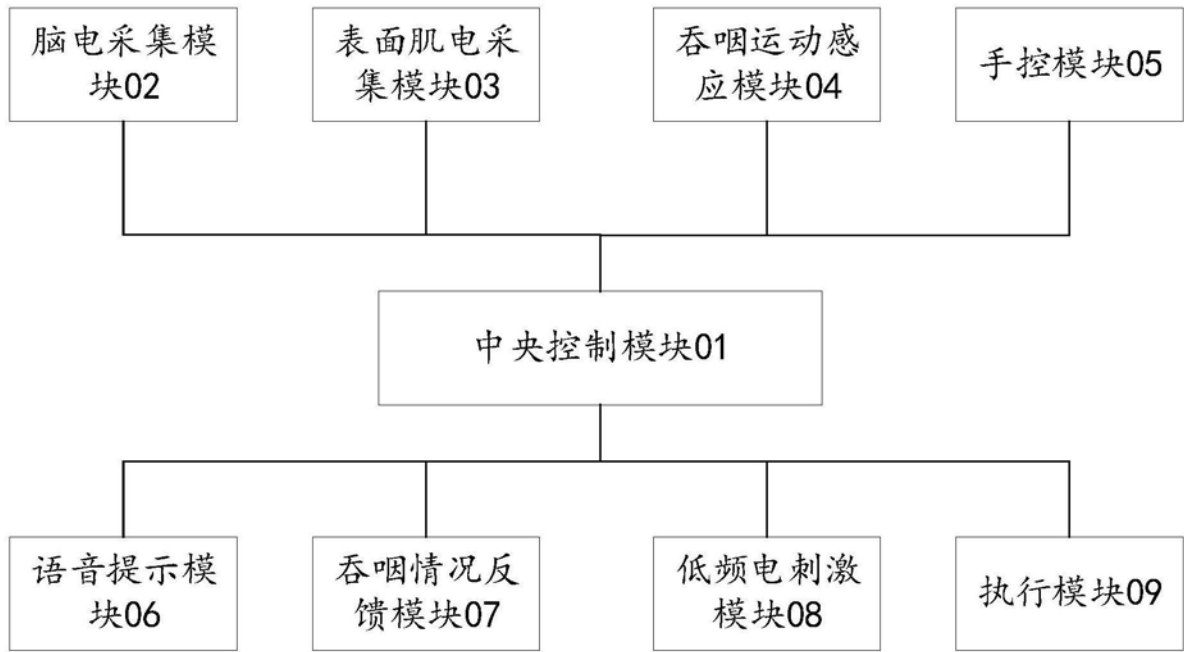 脑电采集模
块02
表面肌电采
集模块03
吞咽运动感
应模块04
手控模块05
中央控制模块01
语音提示模
块06
吞咽情况反
馈模块07
低频电刺激
模块08
执行模块09